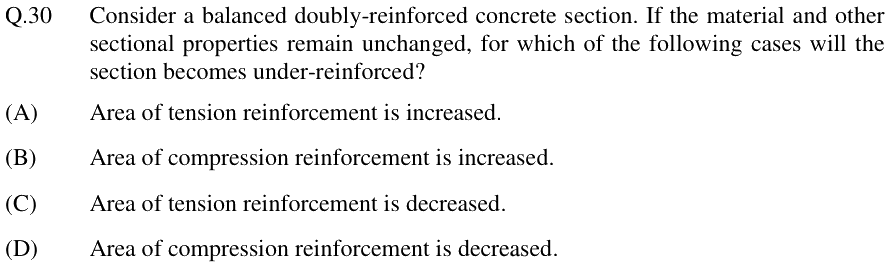 Q.30 Consider a balanced doubly-reinforced concrete section. If the material and other
sectional properties remain unchanged, for which of the following cases will the
section becomes under-reinforced?
(A) Area of tension reinforcement is increased.
(B) Area of compression reinforcement is increased.
(C) Area of tension reinforcement is decreased.
(D) Area of compression reinforcement is decreased.